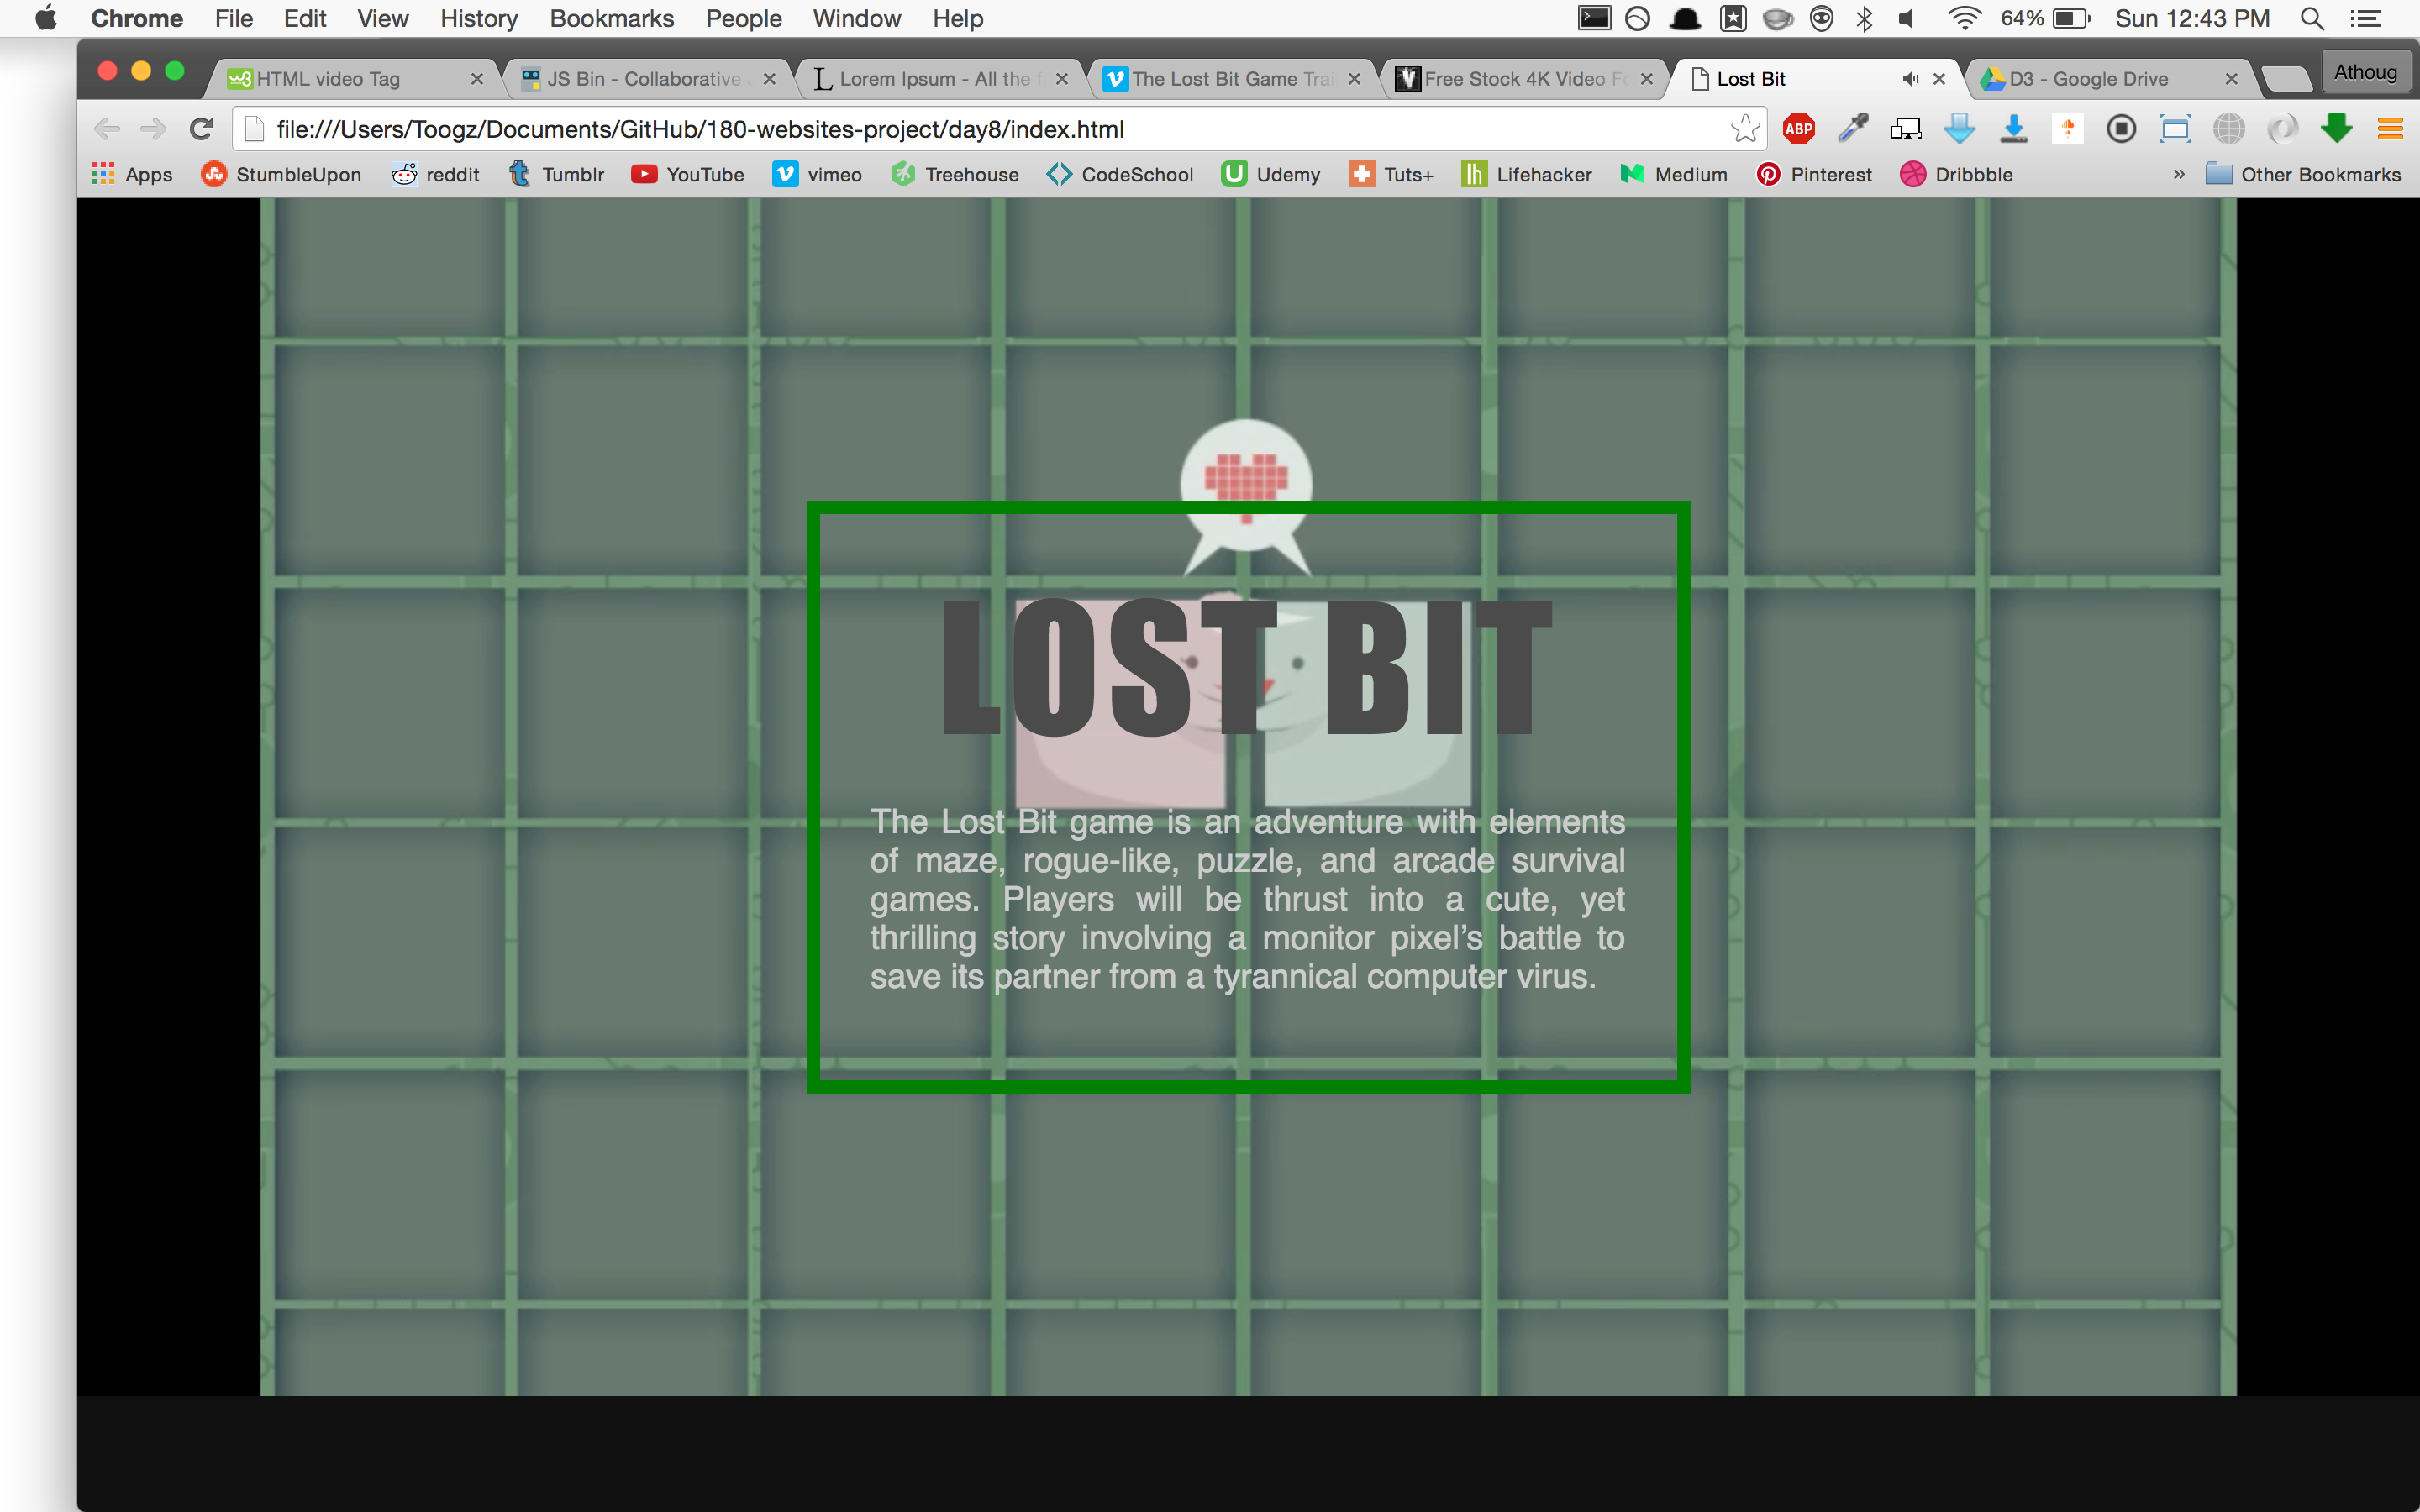 Chrome File Edit View History Bookmarks People Window Help 64% Sun 12:43 PM
HTML video Tag JS Bin - Collaborative Lorem Ipsum - All the The Lost Bit Game Trai Free Stock 4K Video Lost Bit D3 - Google Drive Athoug
file:///Users/Toogz/Documents/GitHub/180-websites-project/day8/index.html ABP
Apps StumbleUpon reddit Tumblr YouTube vimeo Treehouse CodeSchool Udemy Tuts+ Lifehacker Medium Pinterest Dribbble » Other Bookmarks
LOST BIT
The Lost Bit game is an adventure with elements
of maze, rogue-like, puzzle, and arcade survival
games. Players will be thrust into a cute, yet
thrilling story involving a monitor pixel’s battle to
save its partner from a tyrannical computer virus.